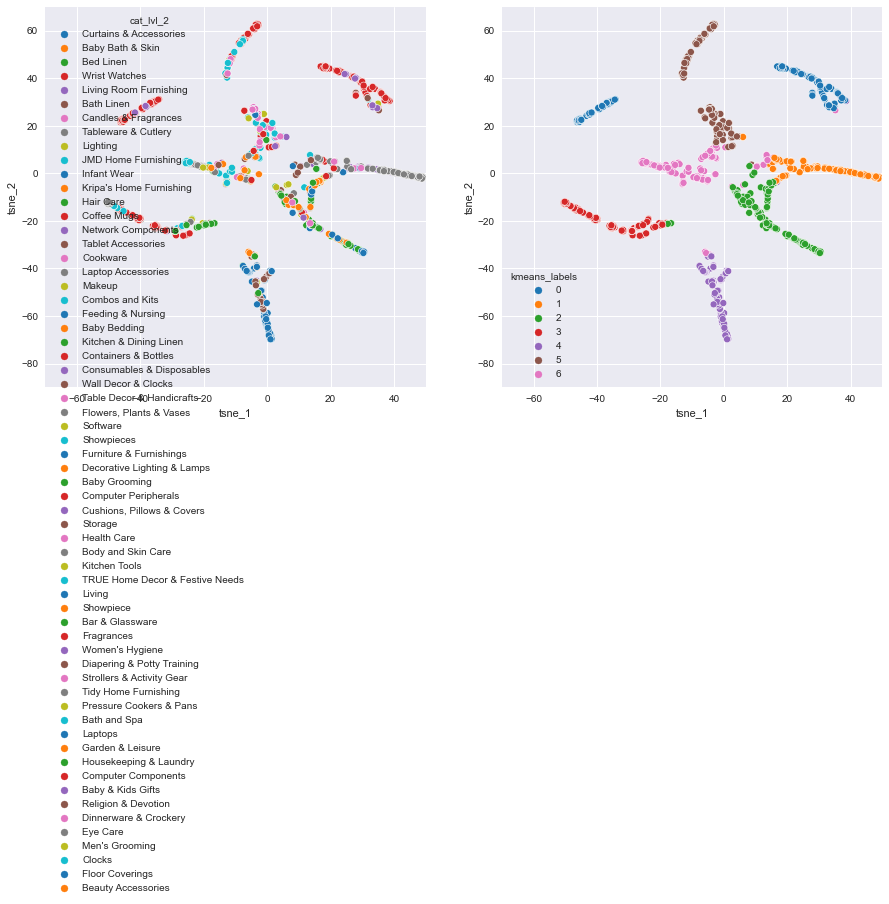 cat_lvl_2
Curtains & Accessories
Baby Bath & Skin
Bed Linen
Wrist Watches
Living Room Furnishing
Bath Linen
Candles & Fragrances
Tableware & Cutlery
Lighting
JMD Home Furnishing
Infant Wear
Kripa's Home Furnishing
Hair Care
Coffee Mugs
Network Components
Tablet Accessories
Cookware
Laptop Accessories
Makeup
Combos and Kits
Feeding & Nursing
Baby Bedding
Kitchen & Dining Linen
Containers & Bottles
Consumables & Disposables
Wall Decor & Clocks
Table Decor & Handicrafts
Flowers, Plants & Vases
Software
Showpieces
Furniture & Furnishings
Decorative Lighting & Lamps
Baby Grooming
Computer Peripherals
Cushions, Pillows & Covers
Storage
Health Care
Body and Skin Care
Kitchen Tools
TRUE Home Decor & Festive Needs
Living
Showpiece
Bar & Glassware
Fragrances
Women's Hygiene
Diapering & Potty Training
Strollers & Activity Gear
Tidy Home Furnishing
Pressure Cookers & Pans
Bath and Spa
Laptops
Garden & Leisure
Housekeeping & Laundry
Computer Components
Baby & Kids Gifts
Religion & Devotion
Dinnerware & Crockery
Eye Care
Men's Grooming
Clocks
Floor Coverings
Beauty Accessories
60
40
20
0
−20
−40
−60
−80
tsne_2
−60 −40 −20 0 20 40
tsne_1
60
40
20
0
−20
−40
−60
−80
tsne_2
kmeans_labels
0
1
2
3
4
5
6
−60 −40 −20 0 20 40
tsne_1